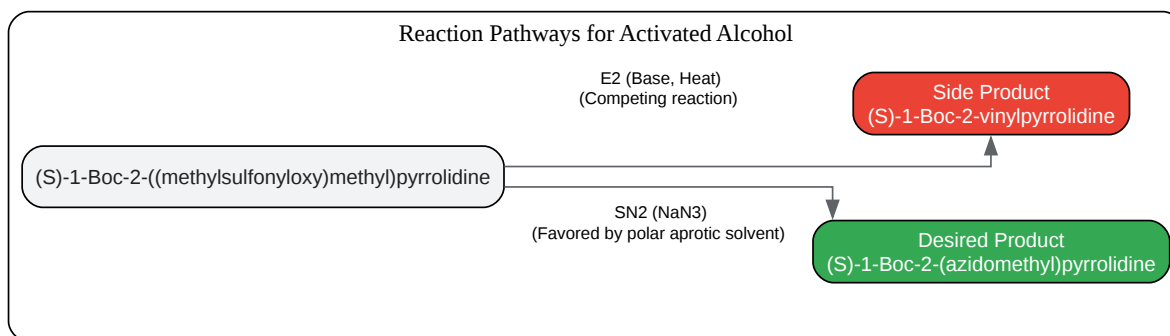 Reaction Pathways for Activated Alcohol
E2 (Base, Heat)
(Competing reaction)
Side Product
(S)-1-Boc-2-vinylpyrrolidine
(S)-1-Boc-2-((methylsulfonyloxy)methyl)pyrrolidine
SN2 (NaN3)
(Favored by polar aprotic solvent)
Desired Product
(S)-1-Boc-2-(azidomethyl)pyrrolidine